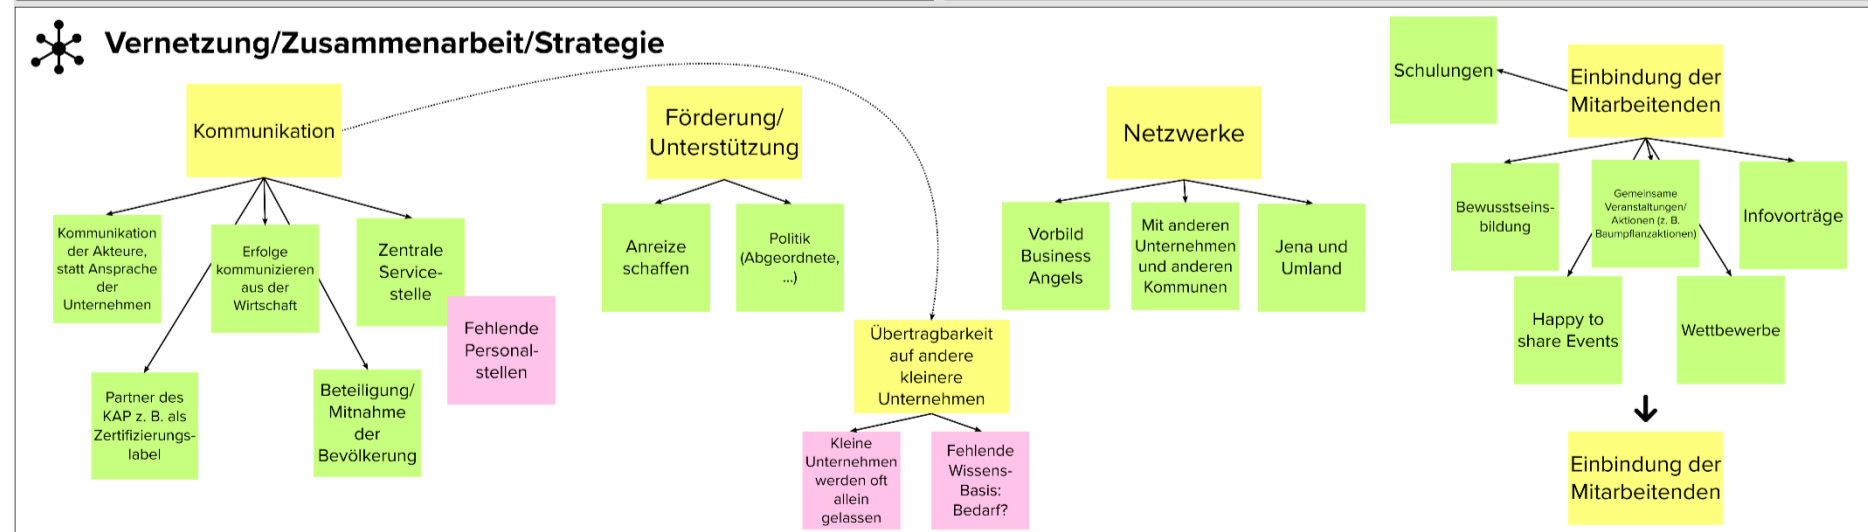 Vernetzung/Zusammenarbeit/Strategie
Kommunikation
Kommunikation
der Akteure,
statt Ansprache
der
Unternehmen
Erfolge
kommunizieren
aus der
Wirtschaft
Zentrale
Service-
stelle
Fehlende
Personal-
stellen
Partner des
KAP z. B. als
Zertifizierungs-
label
Beteiligung/
Mitnahme
der
Bevölkerung
Förderung/
Unterstützung
Anreize
schaffen
Politik
(Abgeordnete,
...)
Übertragbarkeit
auf andere
kleinere
Unternehmen
Kleine
Unternehmen
werden oft
allein
gelassen
Fehlende
Wissens-
Basis:
Bedarf?
Netzwerke
Vorbild
Business
Angels
Mit anderen
Unternehmen
und anderen
Kommunen
Jena und
Umland
Schulungen
Einbindung der
Mitarbeitenden
Bewusstseins-
bildung
Gemeinsame
Veranstaltungen/
Aktionen (z. B.
Baumpflanzaktionen)
Infovorträge
Happy to
share Events
Wettbewerbe
Einbindung der
Mitarbeitenden